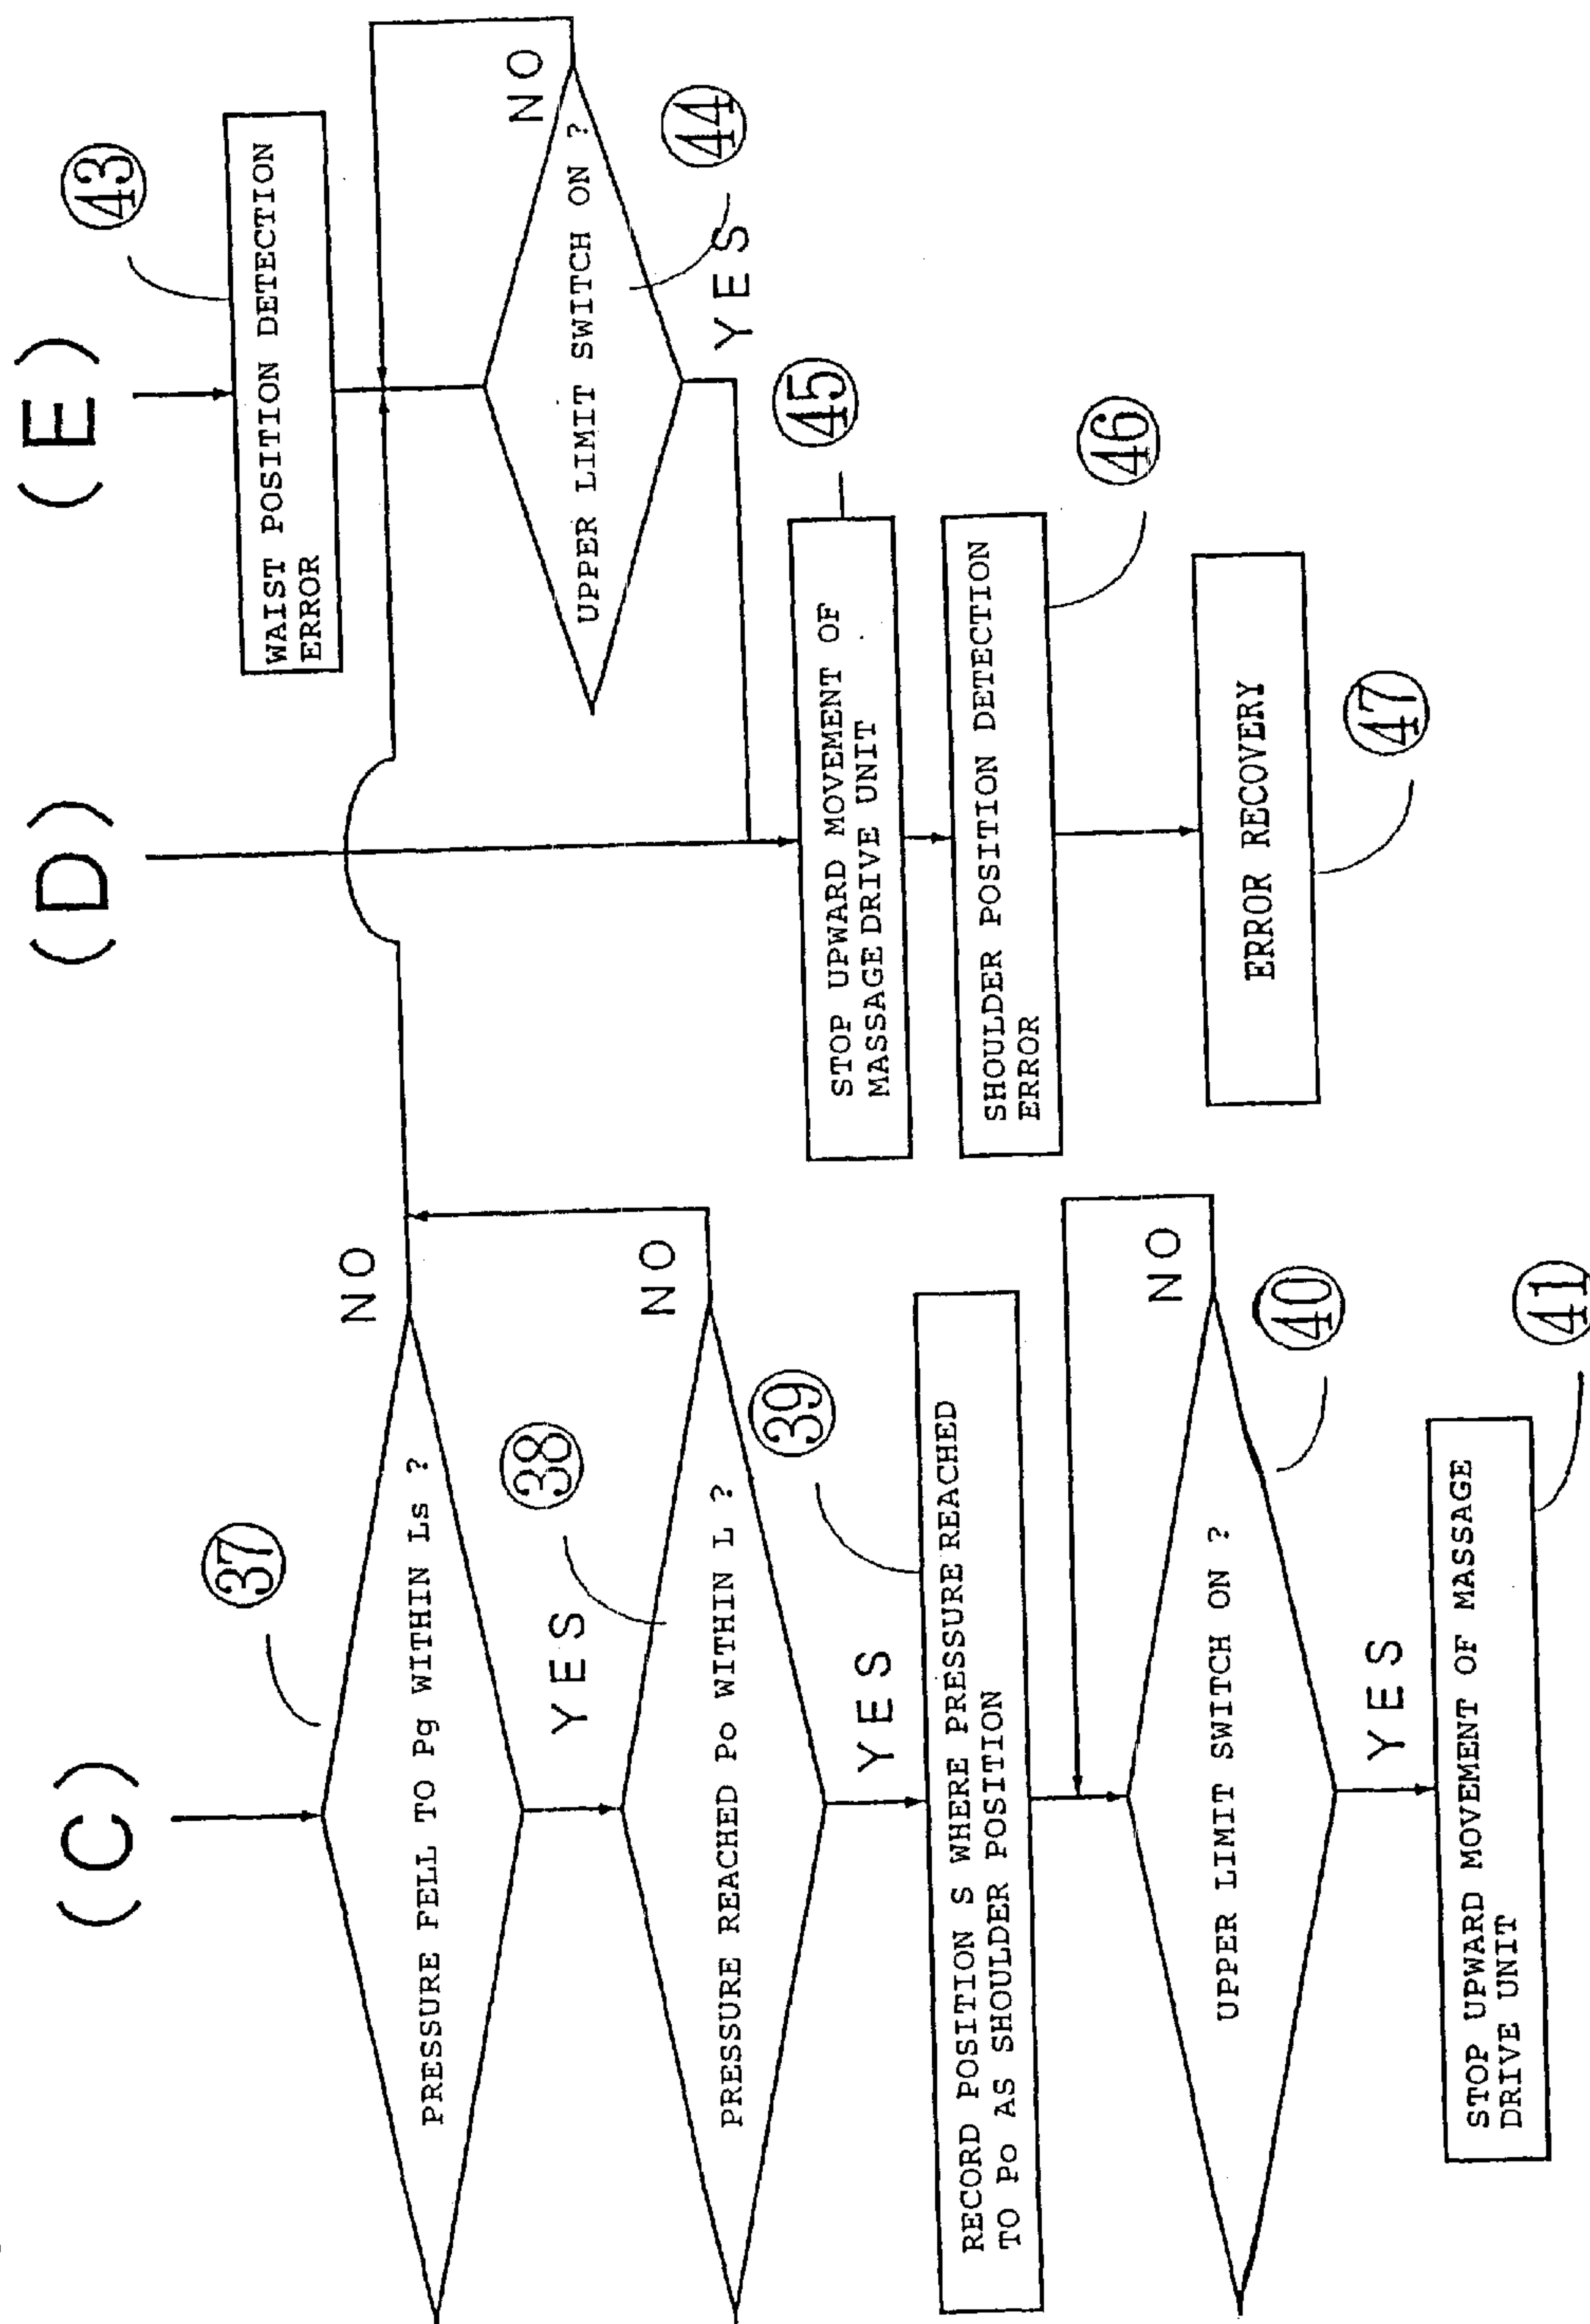 (C)
37
PRESSURE FELL TO Pg WITHIN Ls ?
NO
YES
38
PRESSURE REACHED Po WITHIN L ?
NO
YES
39
RECORD POSITION S WHERE PRESSURE REACHED
TO Po AS SHOULDER POSITION
UPPER LIMIT SWITCH ON ?
NO
40
YES
STOP UPWARD MOVEMENT OF MASSAGE
DRIVE UNIT
41
(D)
STOP UPWARD MOVEMENT OF
MASSAGE DRIVE UNIT
45
SHOULDER POSITION DETECTION
ERROR
46
ERROR RECOVERY
47
(E)
43
WAIST POSITION DETECTION
ERROR
UPPER LIMIT SWITCH ON ?
NO
44
YES